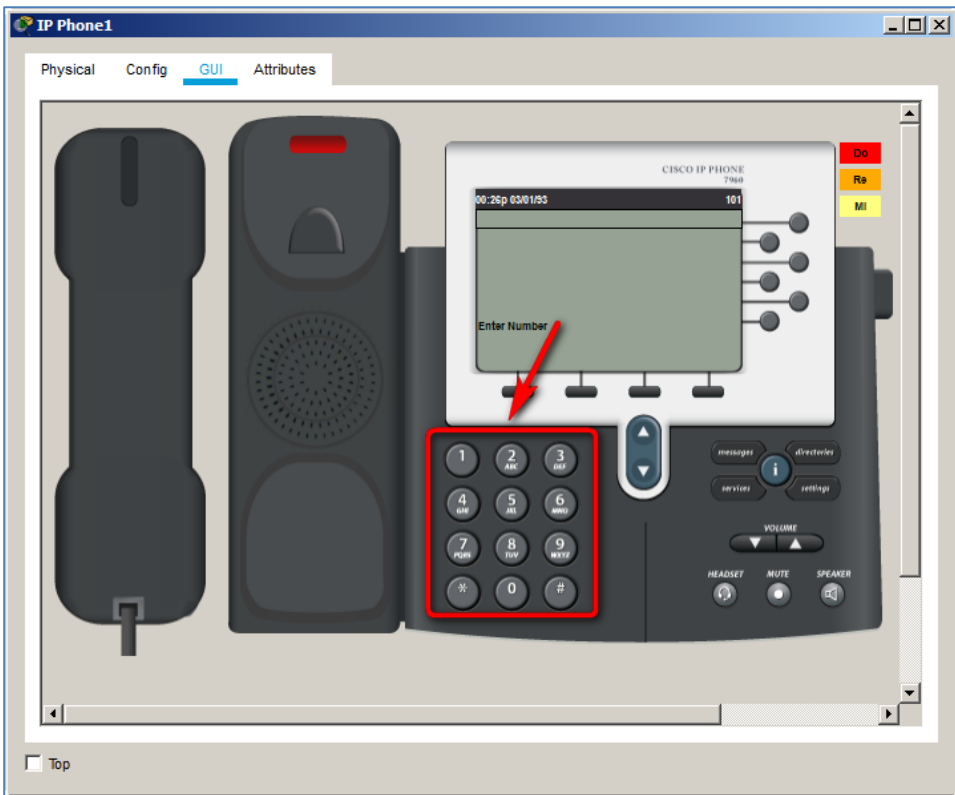 IP Phone1
Physical Config GUI Attributes
CISCO IP PHONE
7960
Do
Re
MI
00:26p 03/01/93 101
Enter Number
1 2 ABC 3 DEF
4 GHI 5 JKL 6 MNO
7 PQRS 8 TUV 9 WXYZ
* 0 #
messages directories
i
services settings
VOLUME
HEADSET MUTE SPEAKER
Top